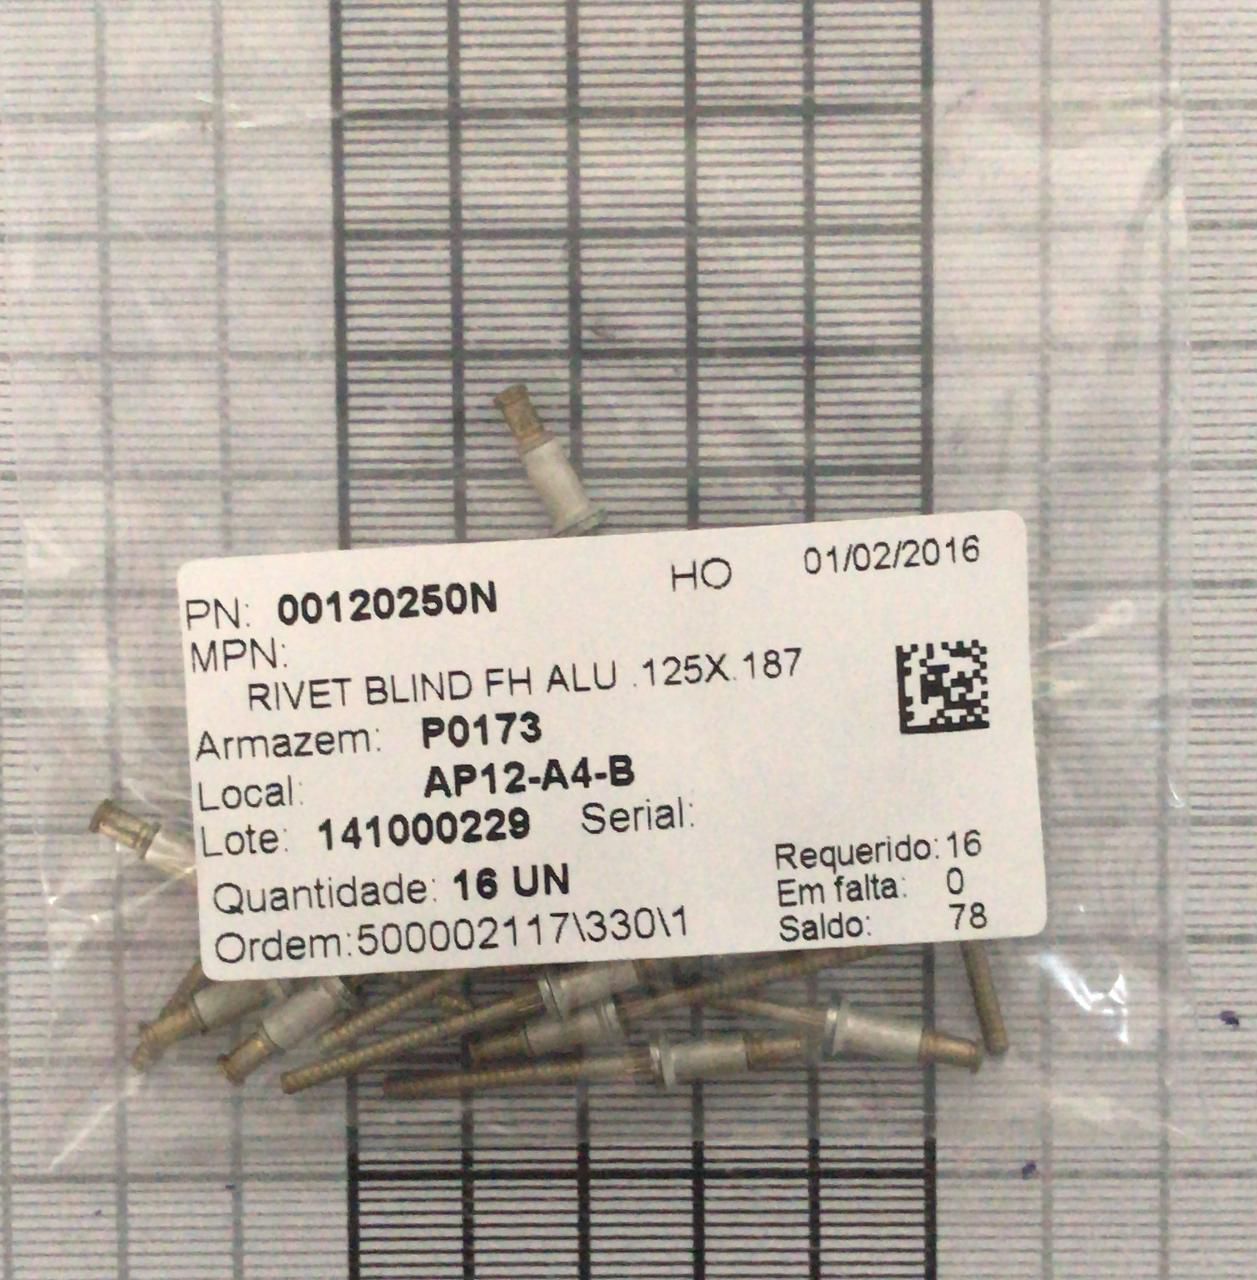 HO 01/02/2016
PN: 00120250N
MPN:
RIVET BLIND FH ALU .125X.187
Armazem: P0173
Local: AP12-A4-B
Lote: 141000229 Serial:
Quantidade: 16 UN
Ordem:500002117\330\1
Requerido: 16
Em falta: 0
Saldo: 78